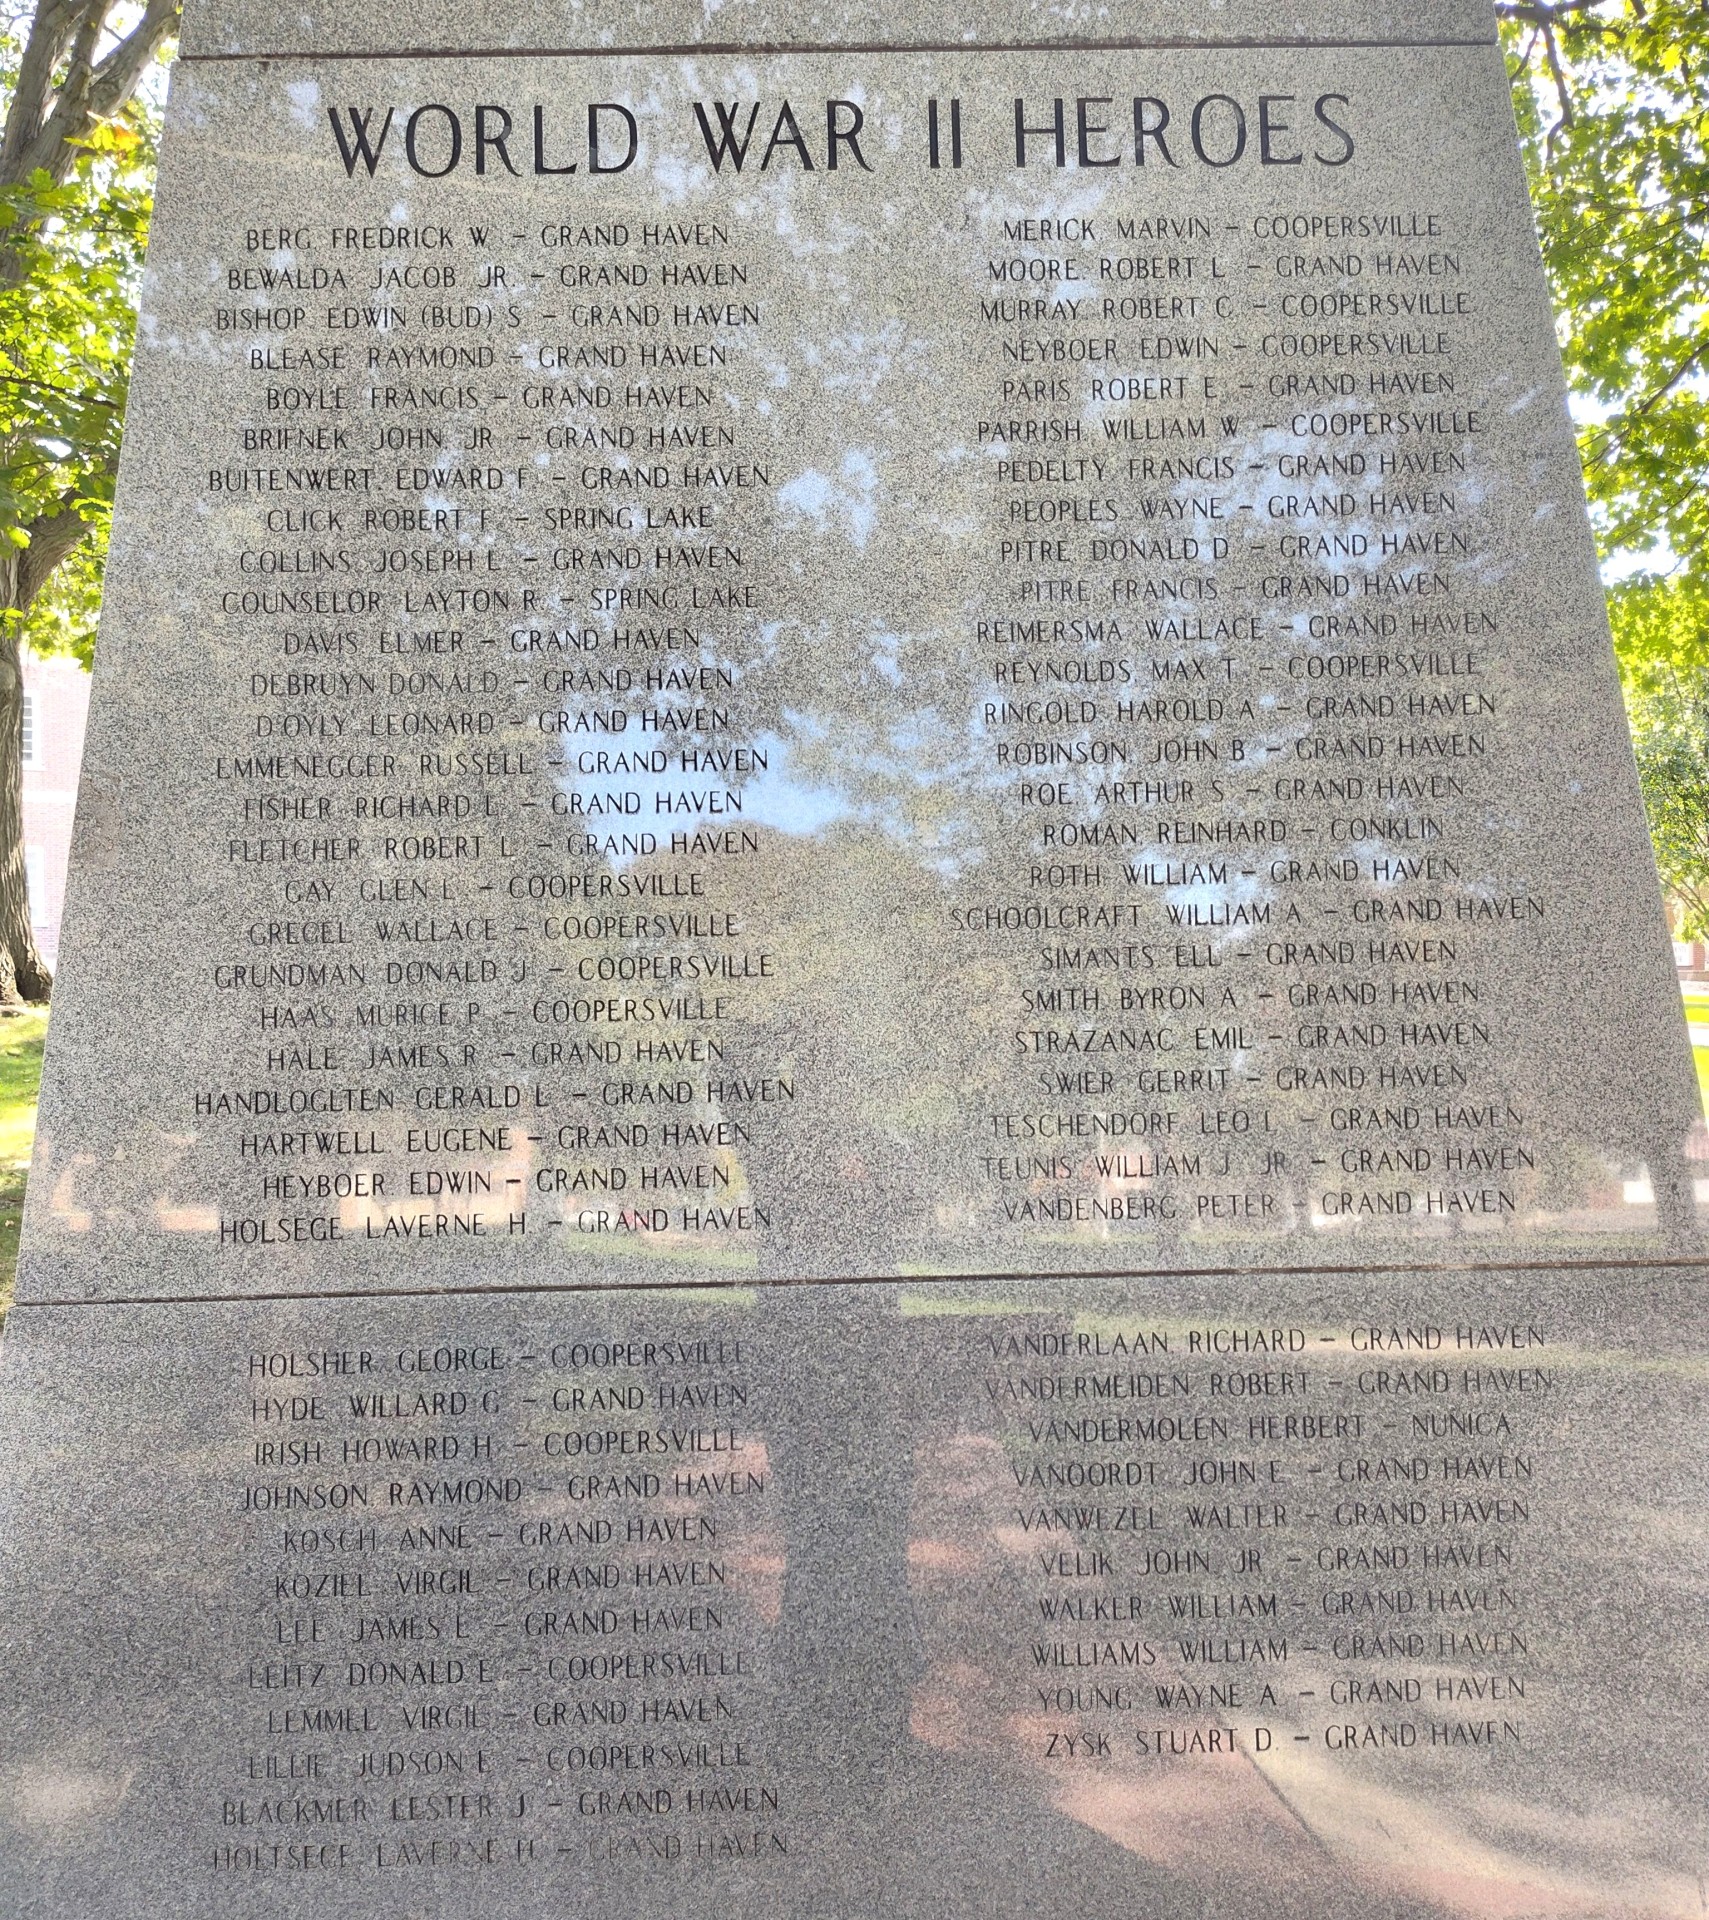 WORLD WAR II HEROES
BERG, FREDRICK W. – GRAND HAVEN
BEWALDA, JACOB, JR. – GRAND HAVEN
BISHOP, EDWIN (BUD) S. – GRAND HAVEN
BLEASE, RAYMOND – GRAND HAVEN
BOYLE, FRANCIS – GRAND HAVEN
BRIFNEK, JOHN, JR. – GRAND HAVEN
BUITENWERT, EDWARD F. – GRAND HAVEN
CLICK, ROBERT F. – SPRING LAKE
COLLINS, JOSEPH L. – GRAND HAVEN
COUNSELOR, LAYTON R. – SPRING LAKE
DAVIS, ELMER – GRAND HAVEN
DEBRUYN, DONALD – GRAND HAVEN
D'OYLY, LEONARD – GRAND HAVEN
EMMENEGGER, RUSSELL – GRAND HAVEN
FISHER, RICHARD L. – GRAND HAVEN
FLETCHER, ROBERT L. – GRAND HAVEN
GAY, GLEN L. – COOPERSVILLE
GREGEL, WALLACE – COOPERSVILLE
GRUNDMAN, DONALD J. – COOPERSVILLE
HAAS, MURICE P. – COOPERSVILLE
HALE, JAMES R. – GRAND HAVEN
HANDLOGLTEN, GERALD L. – GRAND HAVEN
HARTWELL, EUGENE – GRAND HAVEN
HEYBOER, EDWIN – GRAND HAVEN
HOLSEGE, LAVERNE H. – GRAND HAVEN
HOLSHER, GEORGE – COOPERSVILLE
HYDE, WILLARD G. – GRAND HAVEN
IRISH, HOWARD H. – COOPERSVILLE
JOHNSON, RAYMOND – GRAND HAVEN
KOSCH, ANNE – GRAND HAVEN
KOZIEL, VIRGIL – GRAND HAVEN
LEE, JAMES L. – GRAND HAVEN
LEITZ, DONALD E. – COOPERSVILLE
LEMMEL, VIRGIL – GRAND HAVEN
LILLIE, JUDSON E. – COOPERSVILLE
BLACKMER, LESTER J. – GRAND HAVEN
HOLTSEGE, LAVERNE H. – GRAND HAVEN
MERICK, MARVIN – COOPERSVILLE
MOORE, ROBERT L. – GRAND HAVEN
MURRAY, ROBERT C. – COOPERSVILLE
NEYBOER, EDWIN – COOPERSVILLE
PARIS, ROBERT E. – GRAND HAVEN
PARRISH, WILLIAM W. – COOPERSVILLE
PEDELTY, FRANCIS – GRAND HAVEN
PEOPLES, WAYNE – GRAND HAVEN
PITRE, DONALD D. – GRAND HAVEN
PITRE, FRANCIS – GRAND HAVEN
REIMERSMA, WALLACE – GRAND HAVEN
REYNOLDS, MAX T. – COOPERSVILLE
RINGOLD, HAROLD A. – GRAND HAVEN
ROBINSON, JOHN B. – GRAND HAVEN
ROE, ARTHUR S. – GRAND HAVEN
ROMAN, REINHARD – CONKLIN
ROTH, WILLIAM – GRAND HAVEN
SCHOOLCRAFT, WILLIAM A. – GRAND HAVEN
SIMANTS, ELL – GRAND HAVEN
SMITH, BYRON A. – GRAND HAVEN
STRAZANAC, EMIL – GRAND HAVEN
SWIER, GERRIT – GRAND HAVEN
TESCHENDORF, LEO L. – GRAND HAVEN
TEUNIS, WILLIAM J., JR. – GRAND HAVEN
VANDENBERG, PETER – GRAND HAVEN
VANDERLAAN, RICHARD – GRAND HAVEN
VANDERMEIDEN, ROBERT – GRAND HAVEN
VANDERMOLEN, HERBERT – NUNICA
VANOORDT, JOHN E. – GRAND HAVEN
VANWEZEL, WALTER – GRAND HAVEN
VELIK, JOHN, JR. – GRAND HAVEN
WALKER, WILLIAM – GRAND HAVEN
WILLIAMS, WILLIAM – GRAND HAVEN
YOUNG, WAYNE A. – GRAND HAVEN
ZYSK, STUART D. – GRAND HAVEN